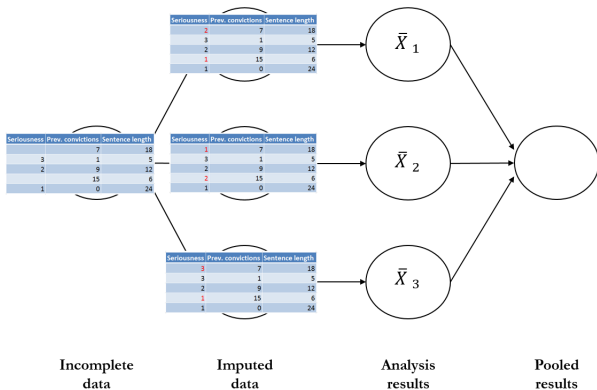 Seriousness Prev. convictions Sentence length
2 7 18
3 1 5
2 9 12
1 15 6
1 0 24
X̄ 1
Seriousness Prev. convictions Sentence length
7 18
3 1 5
2 9 12
15 6
1 0 24
Seriousness Prev. convictions Sentence length
1 7 18
3 1 5
2 9 12
2 15 6
1 0 24
X̄ 2
Seriousness Prev. convictions Sentence length
3 7 18
3 1 5
2 9 12
1 15 6
1 0 24
X̄ 3
Incomplete data
Imputed data
Analysis results
Pooled results